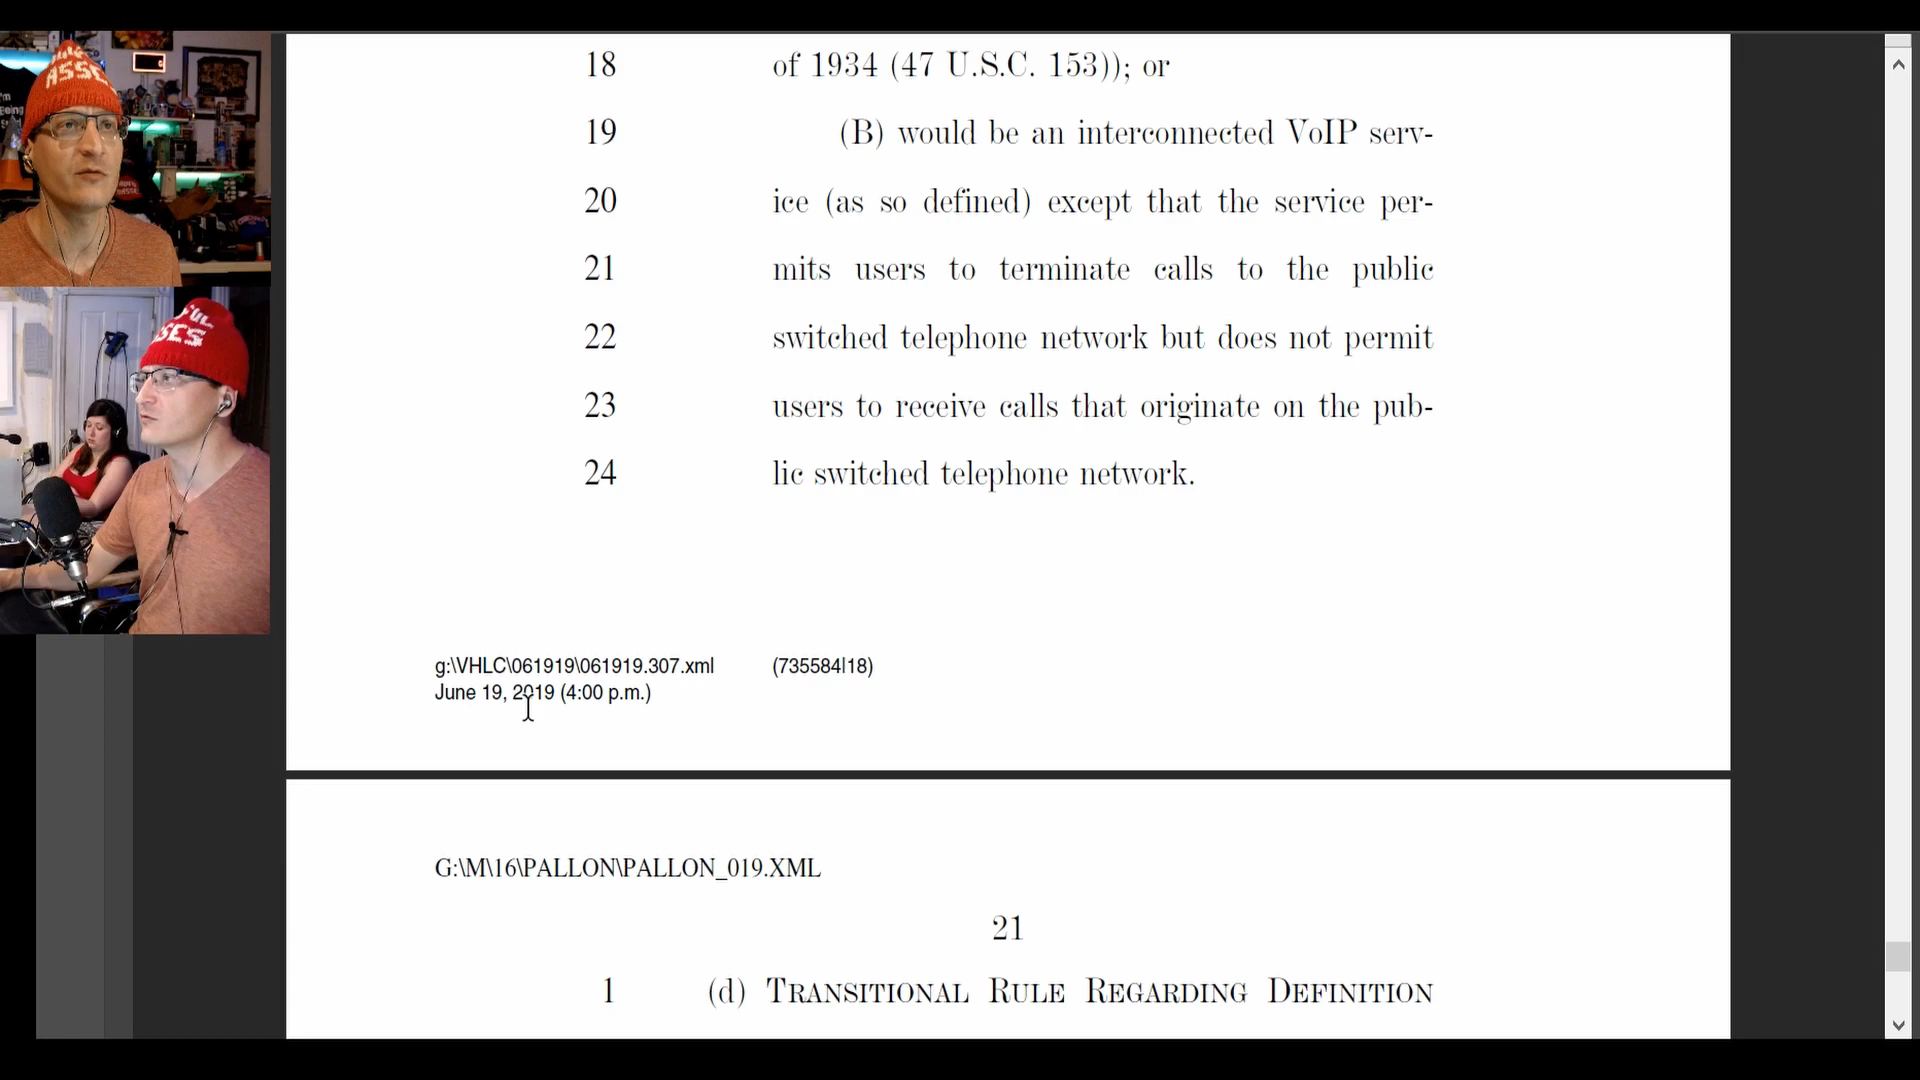 ASSES
I'm
Being
18 of 1934 (47 U.S.C. 153)); or
19 (B) would be an interconnected VoIP serv-
20 ice (as so defined) except that the service per-
21 mits users to terminate calls to the public
22 switched telephone network but does not permit
23 users to receive calls that originate on the pub-
24 lic switched telephone network.
g:\VHLC\061919\061919.307.xml (735584|18)
June 19, 2019 (4:00 p.m.)
G:\M\16\PALLON\PALLON_019.XML
21
1 (d) TRANSITIONAL RULE REGARDING DEFINITION